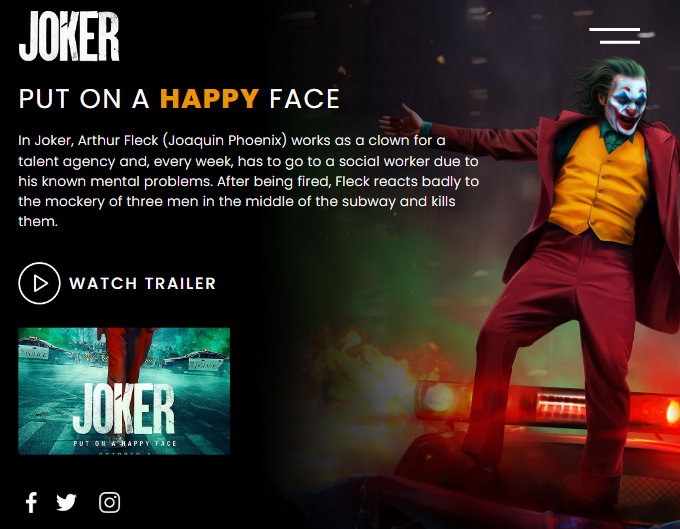 JOKER
PUT ON A HAPPY FACE
In Joker, Arthur Fleck (Joaquin Phoenix) works as a clown for a
talent agency and, every week, has to go to a social worker due to
his known mental problems. After being fired, Fleck reacts badly to
the mockery of three men in the middle of the subway and kills
them.
WATCH TRAILER
POLICE
POLICE
JOKER
PUT ON A HAPPY FACE